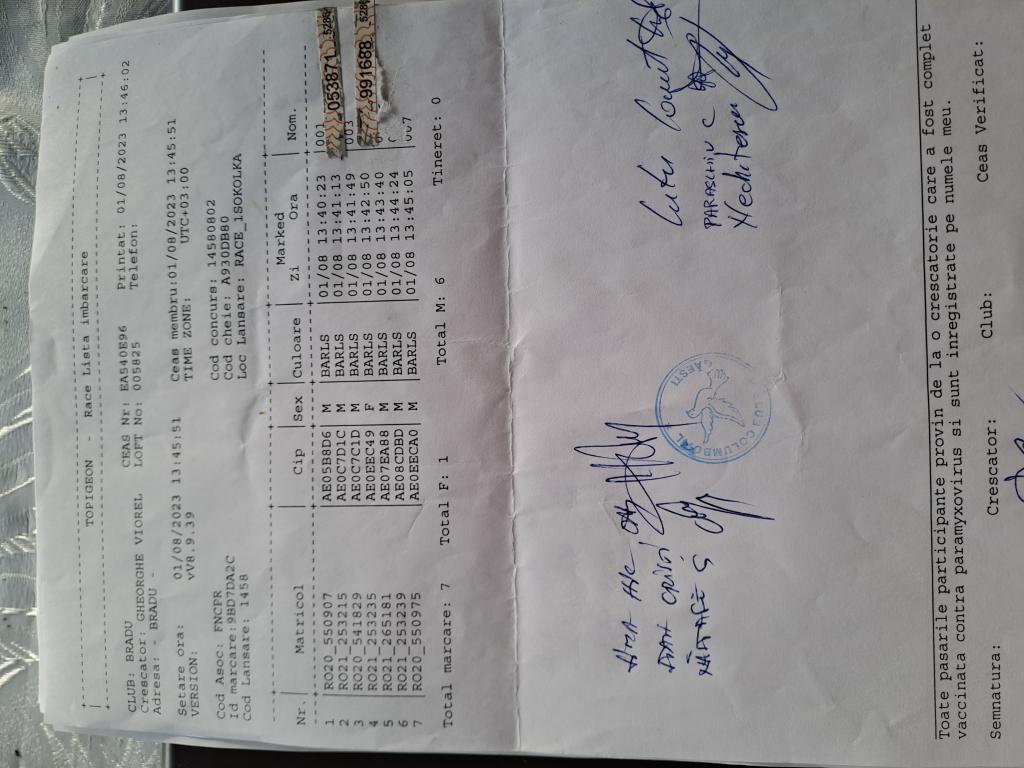 TOPIGEON - Race Lista imbarcare
CLUB: BRADU CEAS Nr: EA540E96 Printat: 01/08/2023 13:46:02
Crescator: GHEORGHE VIOREL LOFT No: 005825 Telefon:
Adresa: - BRADU -
Setare ora: 01/08/2023 13:45:51 Ceas membru:01/08/2023 13:45:51
VERSION: vV8.9.39 TIME ZONE: UTC+03:00
Cod Asoc: FNCPR Cod concurs: 14580802
Id marcare:9BD7DA2C Cod cheie: A930DB80
Cod Lansare: 1458 Loc Lansare: RACE_18SOKOLKA
Marked
Nr. Matricol Cip Sex Culoare Zi Ora Nom.
1 RO20_550907 AE05B8D6 M BARLS 01/08 13:40:23 001
2 RO21_253215 AE0C7D1C M BARLS 01/08 13:41:13
3 RO20_541829 AE0C7C1D M BARLS 01/08 13:41:49 003
4 RO21_253235 AE0EEC49 F BARLS 01/08 13:42:50
5 RO21_265181 AE07EA88 M BARLS 01/08 13:43:40
6 RO21_253239 AE08CDBD M BARLS 01/08 13:44:24
7 RO20_550975 AE0EECA0 M BARLS 01/08 13:45:05 007
053871 528
991688 528
Total marcare: 7 Total F: 1 Total M: 6 Tineret: 0
PARASCHIV C
COLUMBOFIL
GĂEȘTI
Toate pasarile participante provin de la o crescatorie care a fost complet
vaccinata contra paramyxovirus si sunt inregistrate pe numele meu.
Semnatura: Crescator: Club: Ceas Verificat: